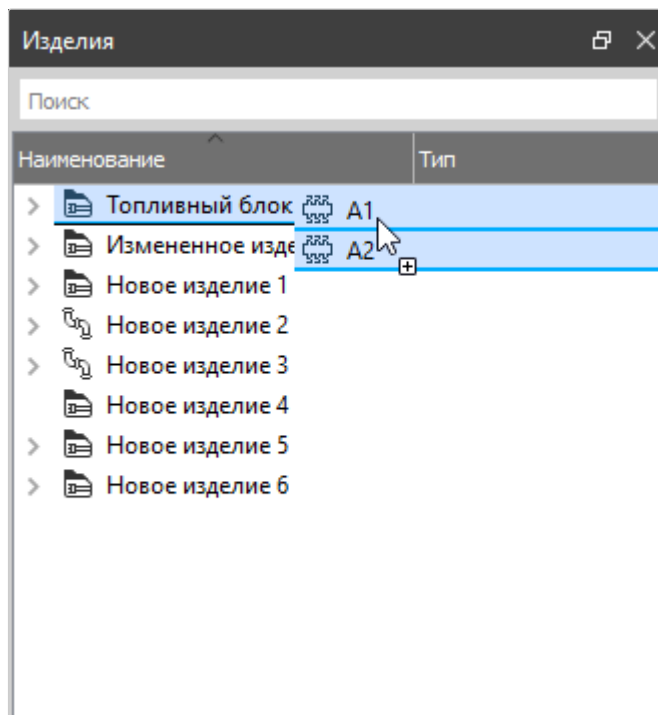 Изделия
Поиск
Наименование Тип
Топливный блок A1
Измененное изде A2
Новое изделие 1
Новое изделие 2
Новое изделие 3
Новое изделие 4
Новое изделие 5
Новое изделие 6